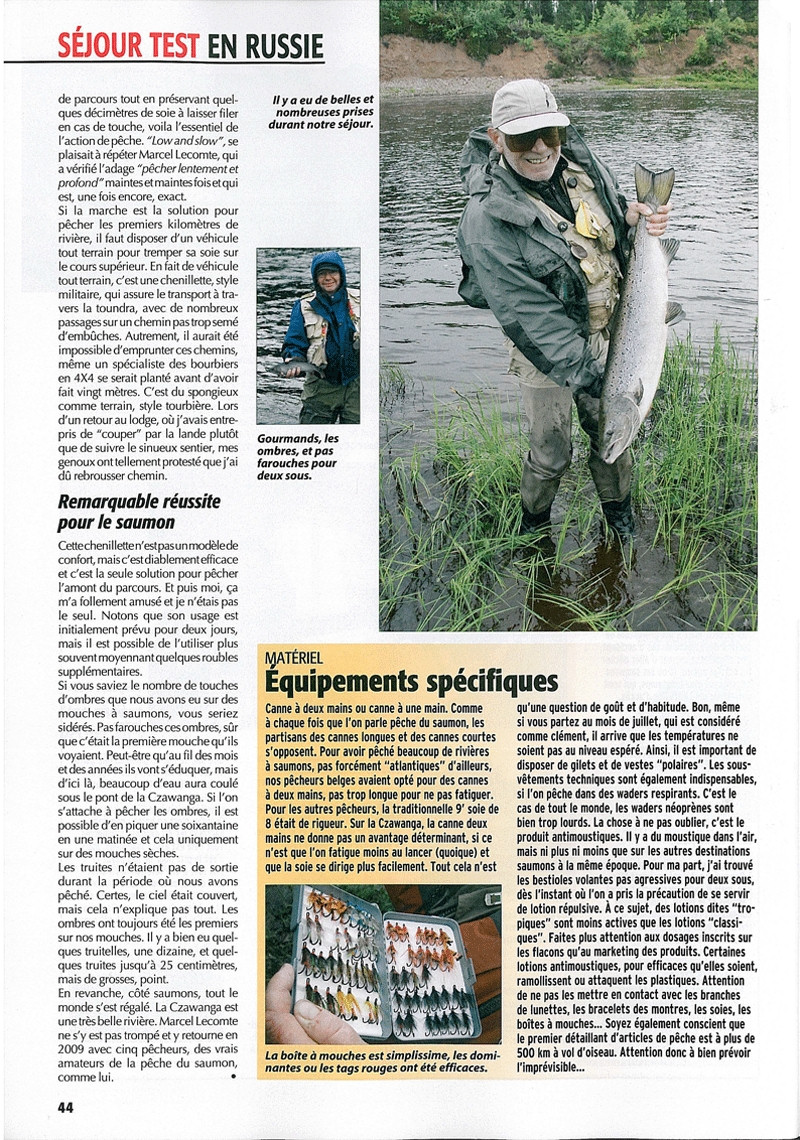 SÉJOUR TEST EN RUSSIE
de parcours tout en préservant quel-
ques décimètres de soie à laisser filer
en cas de touche, voila l'essentiel de
l'action de pêche. "Low and slow", se
plaisait à répéter Marcel Lecomte, qui
a vérifié l'adage "pêcher lentement et
profond" maintes et maintes fois et qui
est, une fois encore, exact.
Si la marche est la solution pour
pêcher les premiers kilomètres de
rivière, il faut disposer d'un véhicule
tout terrain pour tremper sa soie sur
le cours supérieur. En fait de véhicule
tout terrain, c'est une chenillette, style
militaire, qui assure le transport à tra-
vers la toundra, avec de nombreux
passages sur un chemin pas trop semé
d'embûches. Autrement, il aurait été
impossible d'emprunter ces chemins,
même un spécialiste des bourbiers
en 4X4 se serait planté avant d'avoir
fait vingt mètres. C'est du spongieux
comme terrain, style tourbière. Lors
d'un retour au lodge, où j'avais entre-
pris de "couper" par la lande plutôt
que de suivre le sinueux sentier, mes
genoux ont tellement protesté que j'ai
dû rebrousser chemin.
Remarquable réussite
pour le saumon
Cette chenillette n'est pas un modèle de
confort, mais c'est diablement efficace
et c'est la seule solution pour pêcher
l'amont du parcours. Et puis moi, ça
m'a follement amusé et je n'étais pas
le seul. Notons que son usage est
initialement prévu pour deux jours,
mais il est possible de l'utiliser plus
souvent moyennant quelques roubles
supplémentaires.
Si vous saviez le nombre de touches
d'ombres que nous avons eu sur des
mouches à saumons, vous seriez
sidérés. Pas farouches ces ombres, sûr
que c'était la première mouche qu'ils
voyaient. Peut-être qu'au fil des mois
et des années ils vont s'éduquer, mais
d'ici là, beaucoup d'eau aura coulé
sous le pont de la Czawanga. Si l'on
s'attache à pêcher les ombres, il est
possible d'en piquer une soixantaine
en une matinée et cela uniquement
sur des mouches sèches.
Les truites n'étaient pas de sortie
durant la période où nous avons
pêché. Certes, le ciel était couvert,
mais cela n'explique pas tout. Les
ombres ont toujours été les premiers
sur nos mouches. Il y a bien eu quel-
ques truitelles, une dizaine, et quel-
ques truites jusqu'à 25 centimètres,
mais de grosses, point.
En revanche, côté saumons, tout le
monde s'est régalé. La Czawanga est
une très belle rivière. Marcel Lecomte
ne s'y est pas trompé et y retourne en
2009 avec cinq pêcheurs, des vrais
amateurs de la pêche du saumon,
comme lui. •
Il y a eu de belles et
nombreuses prises
durant notre séjour.
Gourmands, les
ombres, et pas
farouches pour
deux sous.
MATÉRIEL
Équipements spécifiques
Canne à deux mains ou canne à une main. Comme
à chaque fois que l'on parle pêche du saumon, les
partisans des cannes longues et des cannes courtes
s'opposent. Pour avoir pêché beaucoup de rivières
à saumons, pas forcément "atlantiques" d'ailleurs,
nos pêcheurs belges avaient opté pour des cannes
à deux mains, pas trop longue pour ne pas fatiguer.
Pour les autres pêcheurs, la traditionnelle 9' soie de
8 était de rigueur. Sur la Czawanga, la canne deux
mains ne donne pas un avantage déterminant, si ce
n'est que l'on fatigue moins au lancer (quoique) et
que la soie se dirige plus facilement. Tout cela n'est
La boîte à mouches est simplissime, les domi-
nantes ou les tags rouges ont été efficaces.
qu'une question de goût et d'habitude. Bon, même
si vous partez au mois de juillet, qui est considéré
comme clément, il arrive que les températures ne
soient pas au niveau espéré. Ainsi, il est important de
disposer de gilets et de vestes "polaires". Les sous-
vêtements techniques sont également indispensables,
si l'on pêche dans des waders respirants. C'est le
cas de tout le monde, les waders néoprènes sont
bien trop lourds. La chose à ne pas oublier, c'est le
produit antimoustiques. Il y a du moustique dans l'air,
mais ni plus ni moins que sur les autres destinations
saumons à la même époque. Pour ma part, j'ai trouvé
les bestioles volantes pas agressives pour deux sous,
dès l'instant où l'on a pris la précaution de se servir
de lotion répulsive. À ce sujet, des lotions dites "tro-
piques" sont moins actives que les lotions "classi-
ques". Faites plus attention aux dosages inscrits sur
les flacons qu'au marketing des produits. Certaines
lotions antimoustiques, pour efficaces qu'elles soient,
ramollissent ou attaquent les plastiques. Attention
de ne pas les mettre en contact avec les branches
de lunettes, les bracelets des montres, les soies, les
boîtes à mouches... Soyez également conscient que
le premier détaillant d'articles de pêche est à plus de
500 km à vol d'oiseau. Attention donc à bien prévoir
l'imprévisible...
44